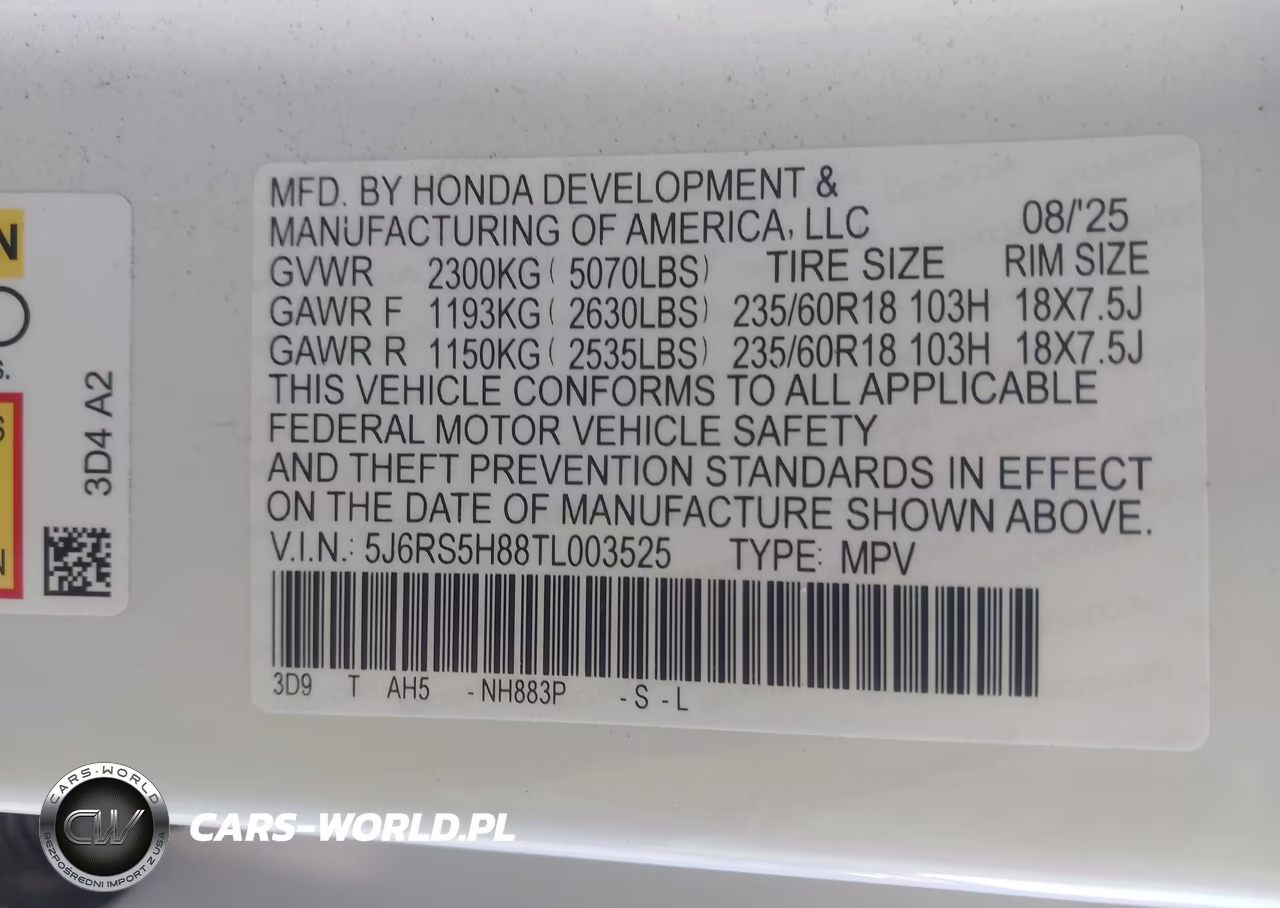 MFD. BY HONDA DEVELOPMENT &
MANUFACTURING OF AMERICA, LLC 08/'25
GVWR 2300KG ( 5070LBS) TIRE SIZE RIM SIZE
GAWR F 1193KG ( 2630LBS) 235/60R18 103H 18X7.5J
GAWR R 1150KG ( 2535LBS) 235/60R18 103H 18X7.5J
THIS VEHICLE CONFORMS TO ALL APPLICABLE
FEDERAL MOTOR VEHICLE SAFETY
AND THEFT PREVENTION STANDARDS IN EFFECT
ON THE DATE OF MANUFACTURE SHOWN ABOVE.
V.I.N.: 5J6RS5H88TL003525 TYPE: MPV
3D9 T AH5 -NH883P -S -L
3D4 A2
N
S.
S
N
CARS-WORLD
CW
BEZPOŚREDNI IMPORT Z USA
CARS-WORLD.PL